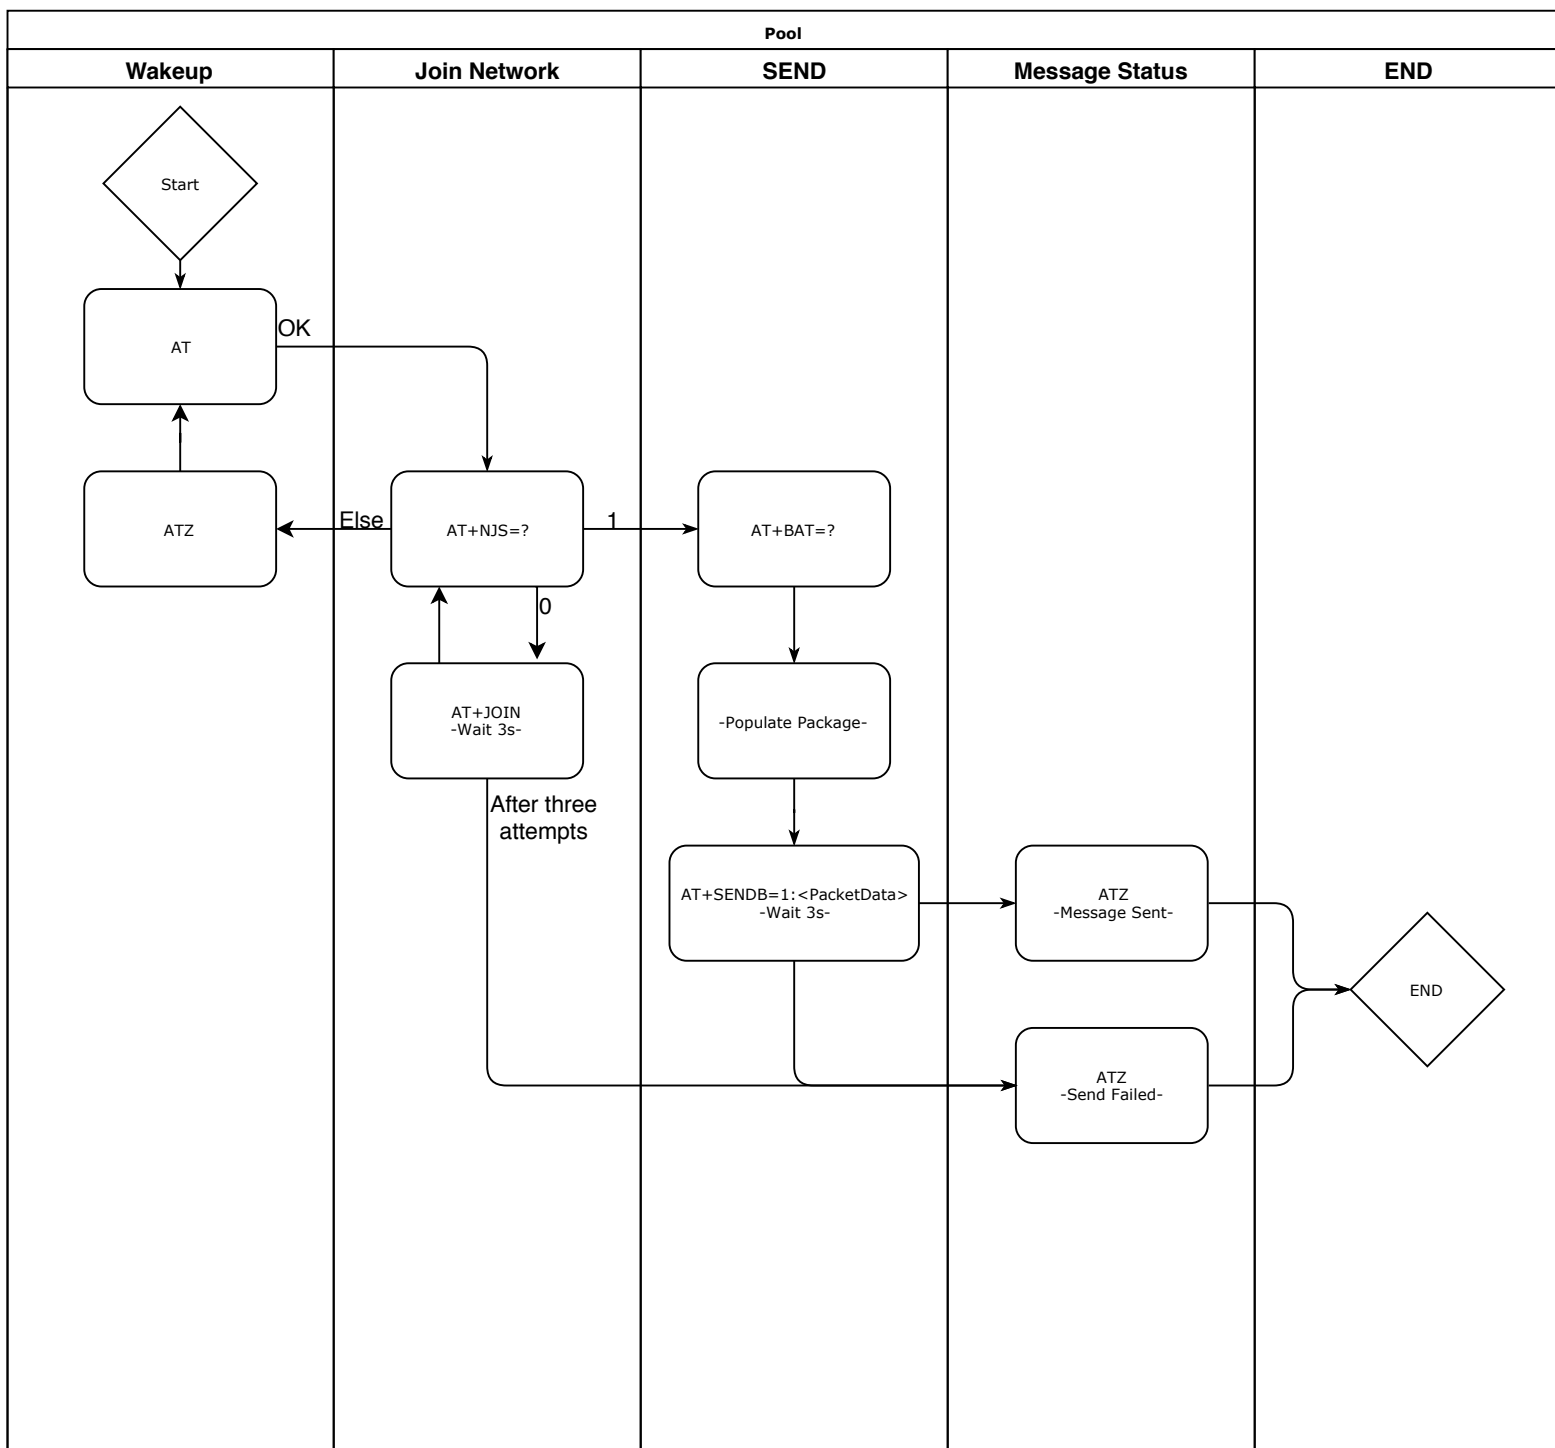 Pool
Wakeup
Join Network
SEND
Message Status
END
Start
AT
OK
ATZ
Else
AT+NJS=?
1
AT+BAT=?
0
AT+JOIN
-Wait 3s-
-Populate Package-
After three
attempts
AT+SENDB=1:<PacketData>
-Wait 3s-
ATZ
-Message Sent-
END
ATZ
-Send Failed-